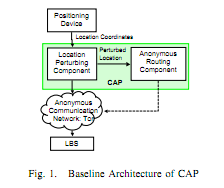 Positioning
Device
Location Coordinates
Location
Perturbing
Component
Perturbed
Location
Anonymous
Routing
Component
CAP
Anonymous
Communication
Network: Tor
LBS
Fig. 1. Baseline Architecture of CAP